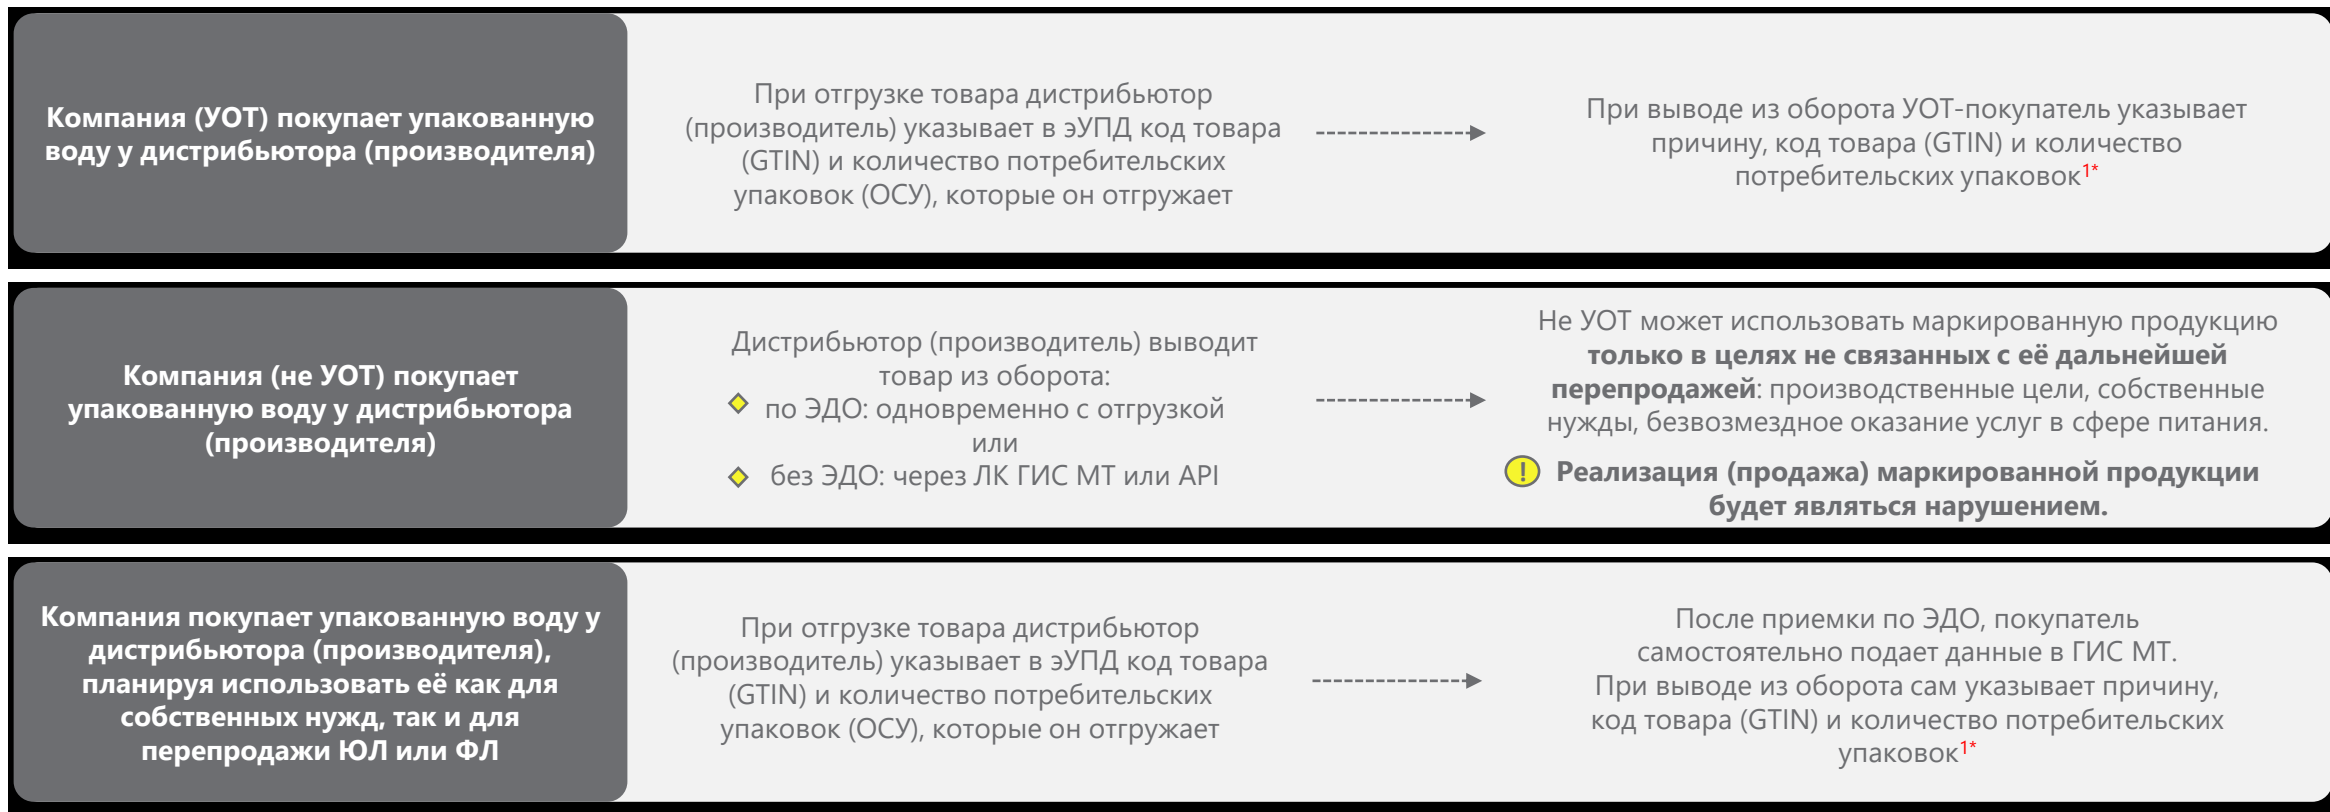 Компания (УОТ) покупает упакованную
воду у дистрибьютора (производителя)
При отгрузке товара дистрибьютор
(производитель) указывает в эУПД код товара
(GTIN) и количество потребительских
упаковок (ОСУ), которые он отгружает
При выводе из оборота УОТ-покупатель указывает
причину, код товара (GTIN) и количество
потребительских упаковок1*
Компания (не УОТ) покупает
упакованную воду у дистрибьютора
(производителя)
Дистрибьютор (производитель) выводит
товар из оборота:
по ЭДО: одновременно с отгрузкой
или
без ЭДО: через ЛК ГИС МТ или API
Не УОТ может использовать маркированную продукцию
только в целях не связанных с её дальнейшей
перепродажей: производственные цели, собственные
нужды, безвозмездное оказание услуг в сфере питания.
! Реализация (продажа) маркированной продукции
будет являться нарушением.
Компания покупает упакованную воду у
дистрибьютора (производителя),
планируя использовать её как для
собственных нужд, так и для
перепродажи ЮЛ или ФЛ
При отгрузке товара дистрибьютор
(производитель) указывает в эУПД код товара
(GTIN) и количество потребительских
упаковок (ОСУ), которые он отгружает
После приемки по ЭДО, покупатель
самостоятельно подает данные в ГИС МТ.
При выводе из оборота сам указывает причину,
код товара (GTIN) и количество потребительских
упаковок1*